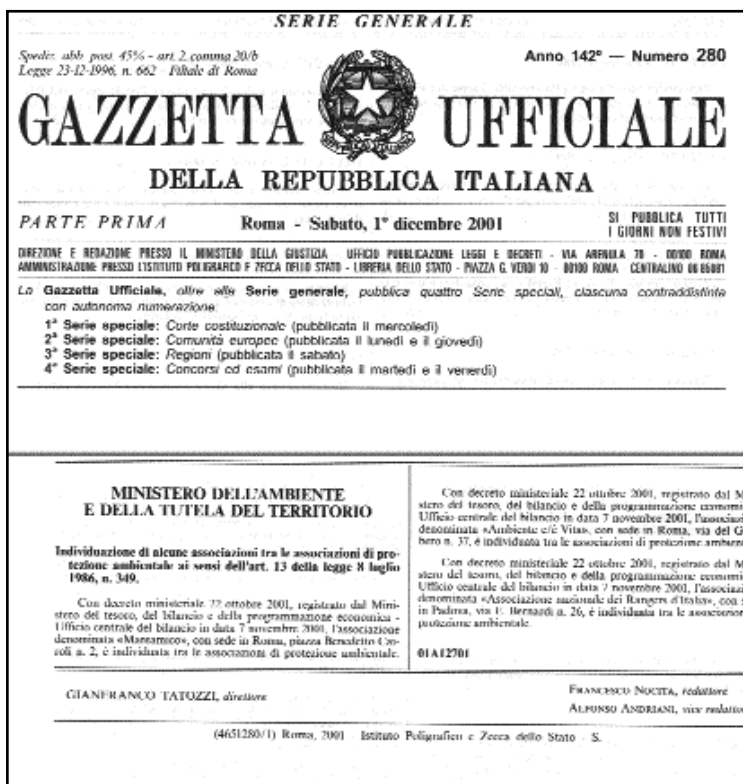 SERIE GENERALE
Spediz. abb. post. 45% - art. 2, comma 20/b
Legge 23-12-1996, n. 662 - Filiale di Roma
Anno 142° — Numero 280
GAZZETTA UFFICIALE
DELLA REPUBBLICA ITALIANA
PARTE PRIMA
Roma - Sabato, 1° dicembre 2001
SI PUBBLICA TUTTI
I GIORNI NON FESTIVI
DIREZIONE E REDAZIONE PRESSO IL MINISTERO DELLA GIUSTIZIA - UFFICIO PUBBLICAZIONE LEGGI E DECRETI - VIA ARENULA 70 - 00100 ROMA
AMMINISTRAZIONE PRESSO L'ISTITUTO POLIGRAFICO E ZECCA DELLO STATO - LIBRERIA DELLO STATO - PIAZZA G. VERDI 10 - 00100 ROMA - CENTRALINO 06 85081
La Gazzetta Ufficiale, oltre alla Serie generale, pubblica quattro Serie speciali, ciascuna contraddistinta
con autonoma numerazione:
1ª Serie speciale: Corte costituzionale (pubblicata il mercoledì)
2ª Serie speciale: Comunità europee (pubblicata il lunedì e il giovedì)
3ª Serie speciale: Regioni (pubblicata il sabato)
4ª Serie speciale: Concorsi ed esami (pubblicata il martedì e il venerdì)
MINISTERO DELL'AMBIENTE
E DELLA TUTELA DEL TERRITORIO
Individuazione di alcune associazioni tra le associazioni di pro-
tezione ambientale ai sensi dell'art. 13 della legge 8 luglio
1986, n. 349.
Con decreto ministeriale 22 ottobre 2001, registrato dal Mini-
stero del tesoro, del bilancio e della programmazione economica -
Ufficio centrale del bilancio in data 7 novembre 2001, l'associazione
denominata «Mareamico», con sede in Roma, piazza Benedetto Cai-
roli n. 2, è individuata tra le associazioni di protezione ambientale.
Con decreto ministeriale 22 ottobre 2001, registrato dal M
stero del tesoro, del bilancio e della programmazione economi
Ufficio centrale del bilancio in data 7 novembre 2001, l'associazi
denominata «Ambiente e/è Vita», con sede in Roma, via del G
bero n. 37, è individuata tra le associazioni di protezione ambient
Con decreto ministeriale 22 ottobre 2001, registrato dal M
stero del tesoro, del bilancio e della programmazione economi
Ufficio centrale del bilancio in data 7 novembre 2001, l'associazi
denominata «Associazione nazionale dei Rangers d'Italia», con s
in Padova, via E. Bernardi n. 26, è individuata tra le associazion
protezione ambientale.
01A12701
GIANFRANCO TATOZZI, direttore
FRANCESCO NOCITA, redattore
ALFONSO ANDRIANI, vice redattor
(4651280/1) Roma, 2001 - Istituto Poligrafico e Zecca dello Stato - S.